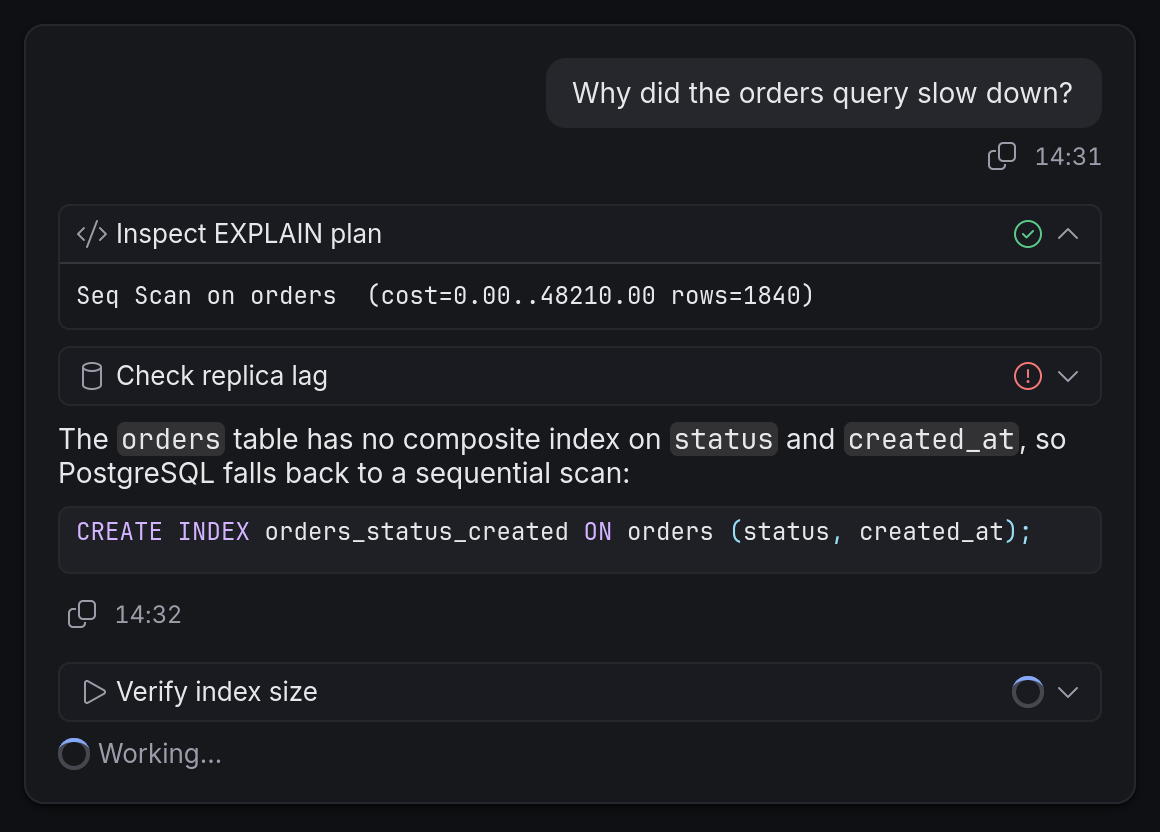 Why did the orders query slow down?
14:31
Inspect EXPLAIN plan
Seq Scan on orders  (cost=0.00..48210.00 rows=1840)
Check replica lag
The orders table has no composite index on status and created_at, so
PostgreSQL falls back to a sequential scan:
CREATE INDEX orders_status_created ON orders (status, created_at);
14:32
Verify index size
Working...